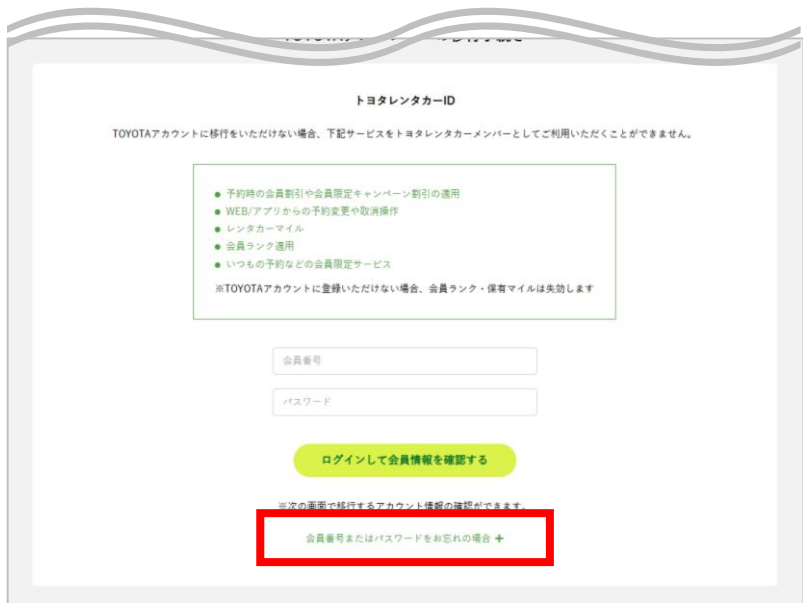 トヨタレンタカーID
TOYOTAアカウントに移行をいただけない場合、下記サービスをトヨタレンタカーメンバーとしてご利用いただくことができません。
● 予約時の会員割引や会員限定キャンペーン割引の適用
● WEB/アプリからの予約変更や取消操作
● レンタカーマイル
● 会員ランク適用
● いつもの予約などの会員限定サービス
※TOYOTAアカウントに登録いただけない場合、会員ランク・保有マイルは失効します
会員番号
パスワード
ログインして会員情報を確認する
※次の画面で移行するアカウント情報の確認ができます。
会員番号またはパスワードをお忘れの場合 +